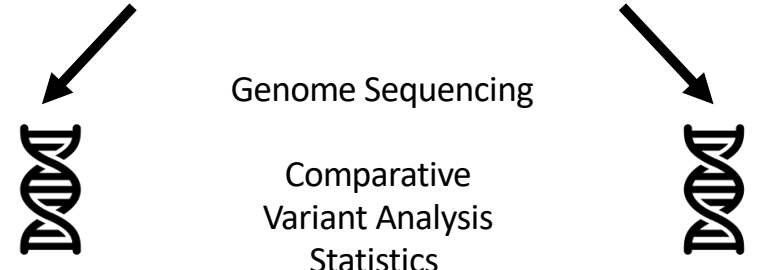 Genome Sequencing
Comparative
Variant Analysis
Statistics